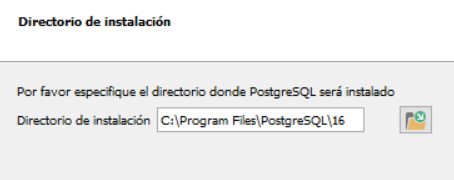 Directorio de instalación
Por favor especifique el directorio donde PostgreSQL será instalado
Directorio de instalación C:\Program Files\PostgreSQL\16